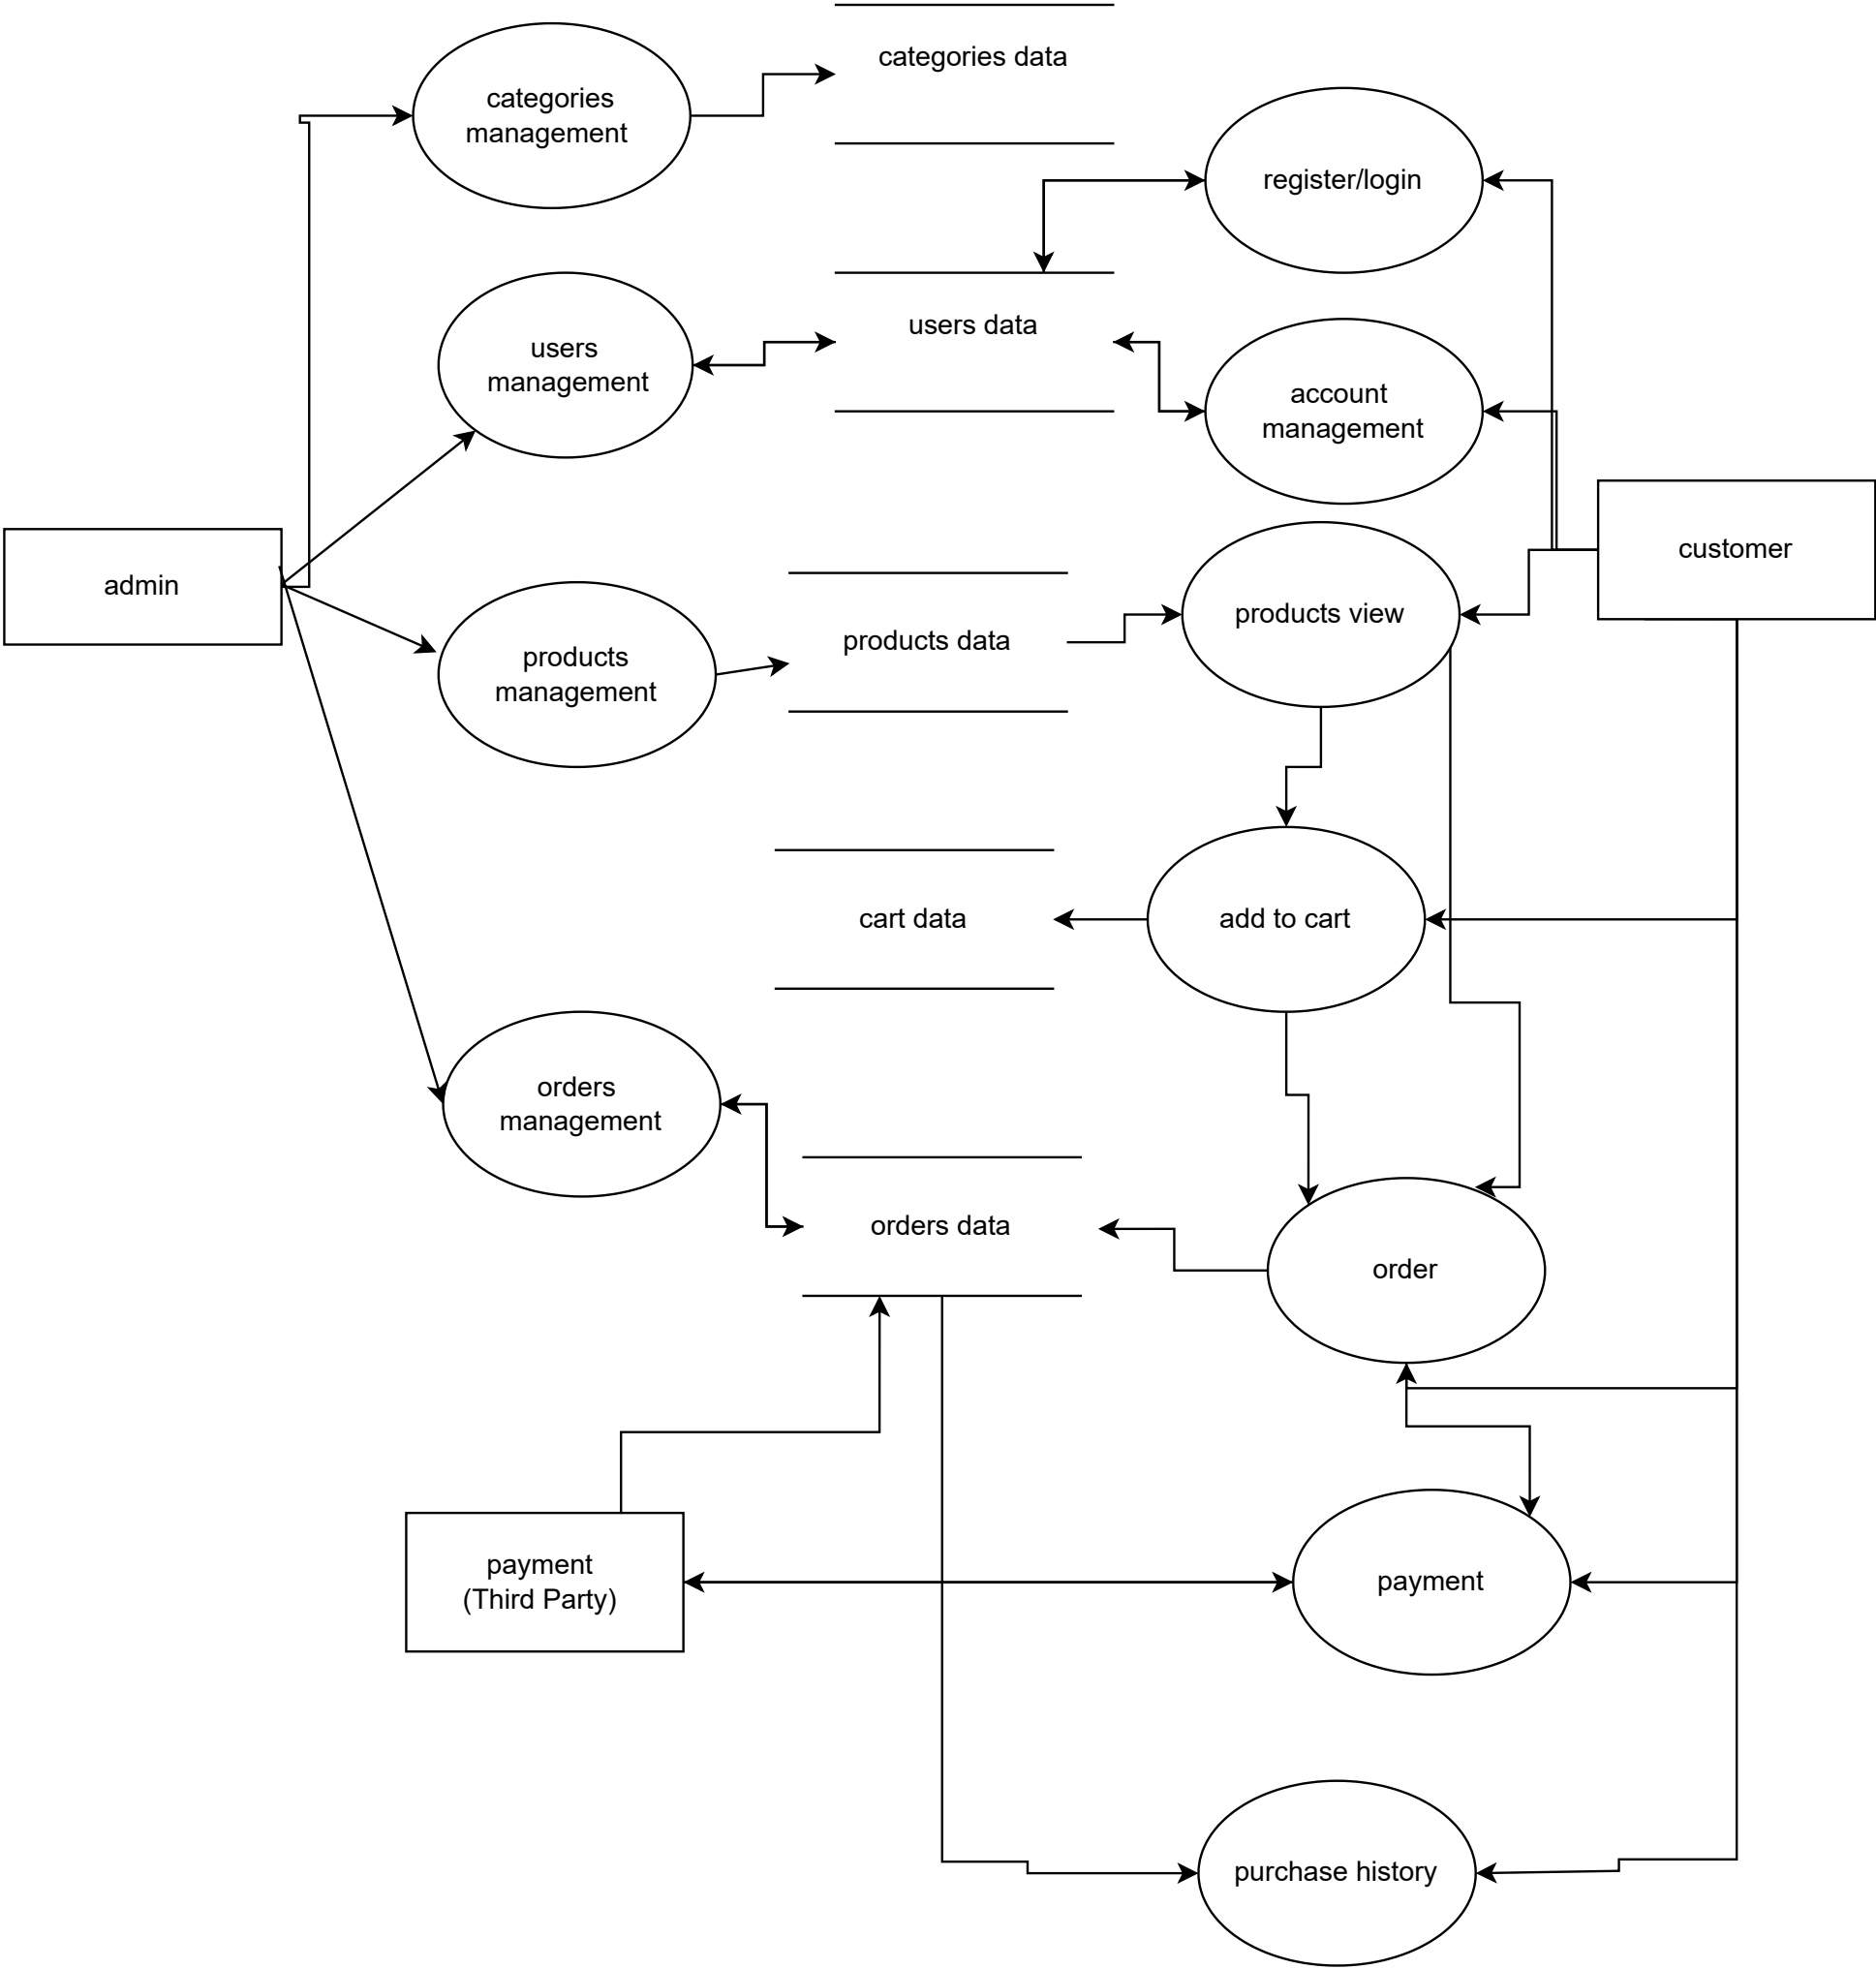 categories data
categories
management
register/login
users data
users
management
account
management
customer
admin
products view
products data
products
management
cart data
add to cart
orders
management
orders data
order
payment
(Third Party)
payment
purchase history